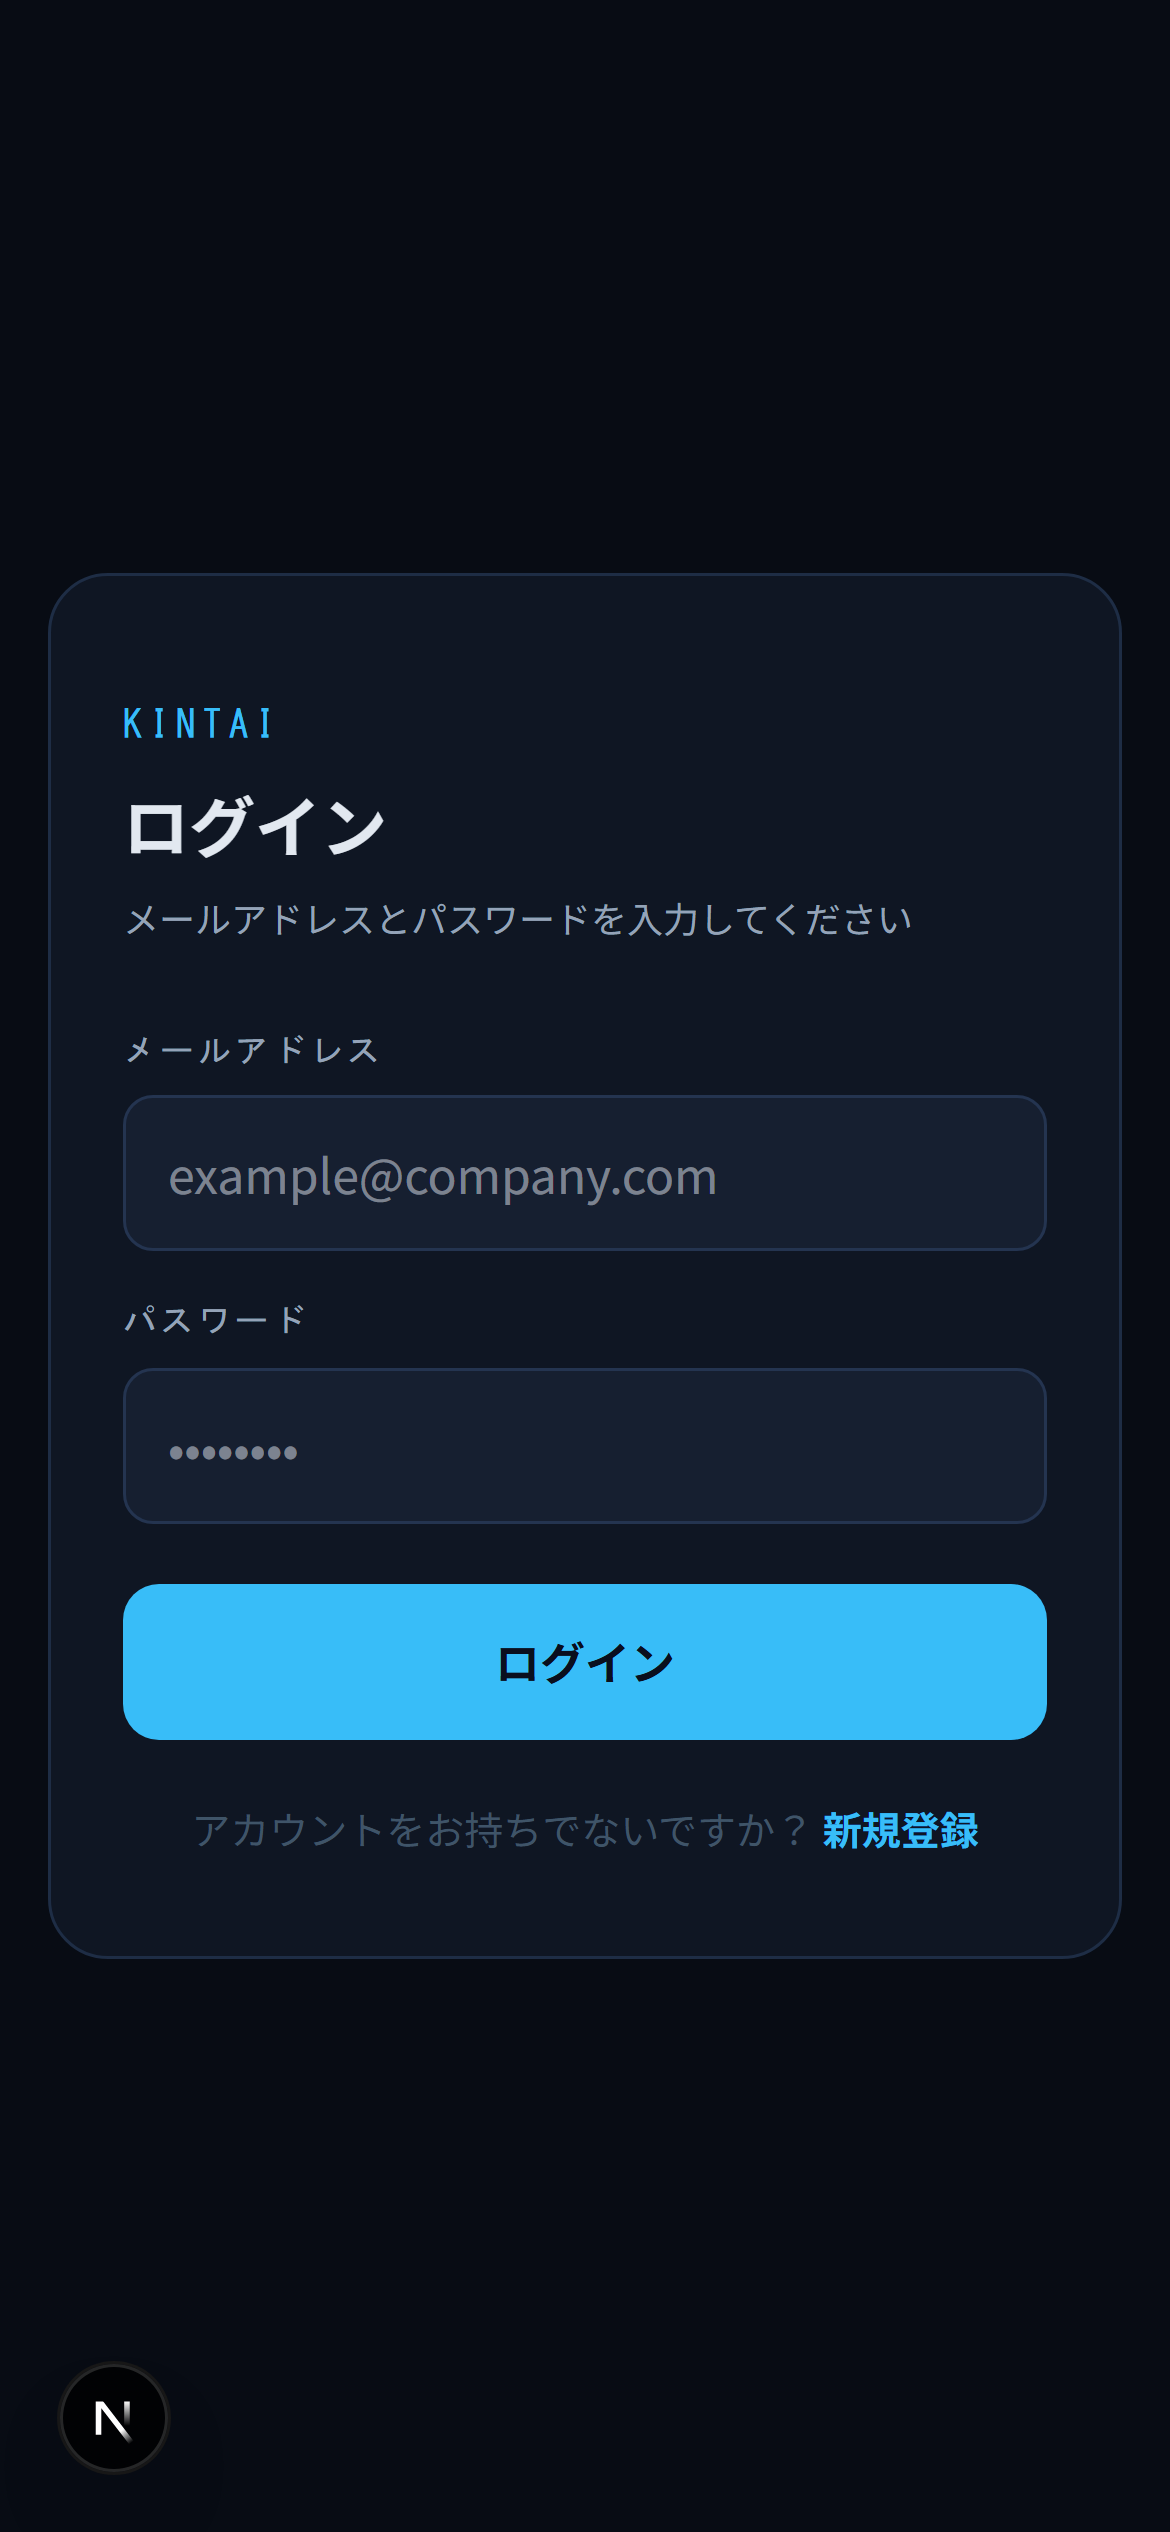 KINTAI
ログイン
メールアドレスとパスワードを入力してください
メールアドレス
example@company.com
パスワード
••••••••
ログイン
アカウントをお持ちでないですか？ 新規登録
N